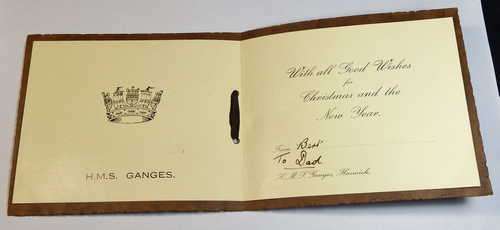 H.M.S. GANGES.
With all Good Wishes
for
Christmas and the
New Year.
From Bert
To Dad
H.M.S. Ganges, Harwich.